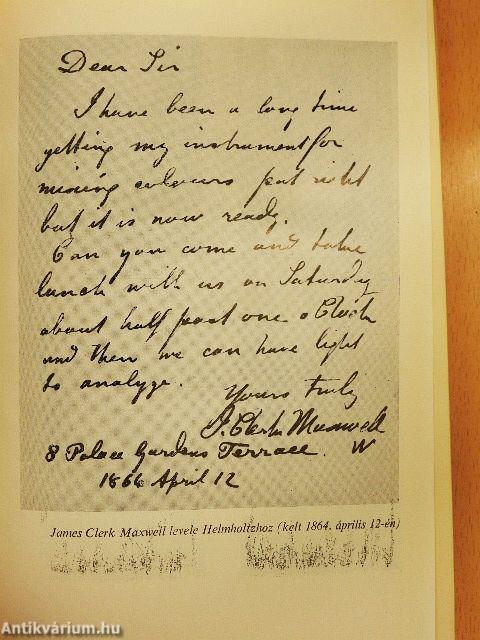 Dear Sir
I have been a long time
getting my instrument for
mixing colours put right
but it is now ready.
Can you come and take
lunch with us on Saturday
about half past one o Clock
and then we can have light
to analyze.
Yours truly
J. Clerk Maxwell
8 Palace Gardens Terrace. W
1864 April 12
James Clerk Maxwell levele Helmholtzhoz (kelt 1864. április 12-én)
Antikvárium.hu